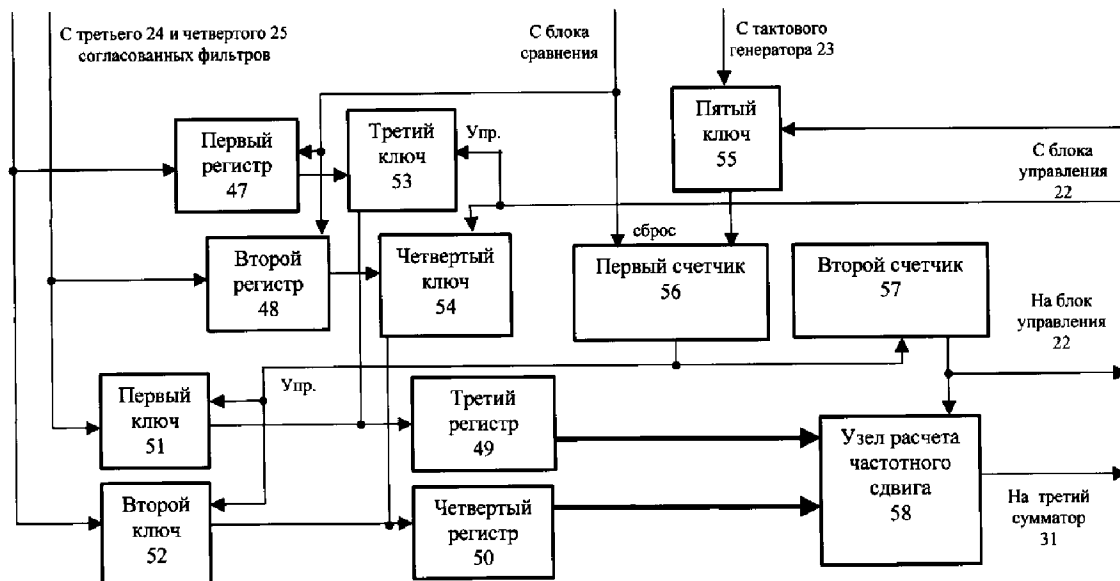 С третьего 24 и четвертого 25
согласованных фильтров
С блока
сравнения
С тактового
генератора 23
Пятый
ключ
55
Первый
регистр
47
Третий
ключ
53
Упр.
С блока
управления
22
Второй
регистр
48
Четвертый
ключ
54
сброс
Первый счетчик
56
Второй счетчик
57
На блок
управления
22
Первый
ключ
51
Упр.
Третий
регистр
49
Узел расчета
частотного
сдвига
58
Второй
ключ
52
Четвертый
регистр
50
На третий
сумматор
31